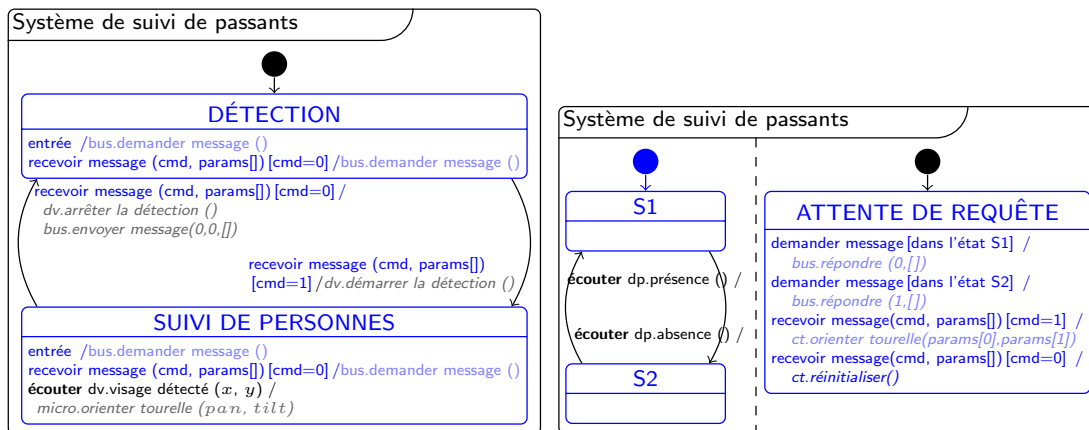 Système de suivi de passants
DÉTECTION
entrée /bus.demander message ()
recevoir message (cmd, params[]) [cmd=0] /bus.demander message ()
recevoir message (cmd, params[]) [cmd=0] /
dv.arrêter la détection ()
bus.envoyer message(0,0,[])
recevoir message (cmd, params[])
[cmd=1] /dv.démarrer la détection ()
SUIVI DE PERSONNES
entrée /bus.demander message ()
recevoir message (cmd, params[]) [cmd=0] /bus.demander message ()
écouter dv.visage détecté (x, y) /
micro.orienter tourelle (pan, tilt)
Système de suivi de passants
S1
écouter dp.présence () /
écouter dp.absence () /
S2
ATTENTE DE REQUÊTE
demander message [dans l'état S1] /
bus.répondre (0,[])
demander message [dans l'état S2] /
bus.répondre (1,[])
recevoir message(cmd, params[]) [cmd=1] /
ct.orienter tourelle(params[0],params[1])
recevoir message(cmd, params[]) [cmd=0] /
ct.réinitialiser()